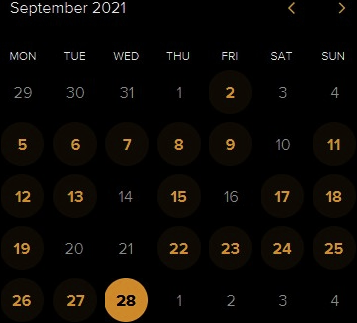 September 2021 < >
MON TUE WED THU FRI SAT SUN
29 30 31 1 2 3 4
5 6 7 8 9 10 11
12 13 14 15 16 17 18
19 20 21 22 23 24 25
26 27 28 1 2 3 4